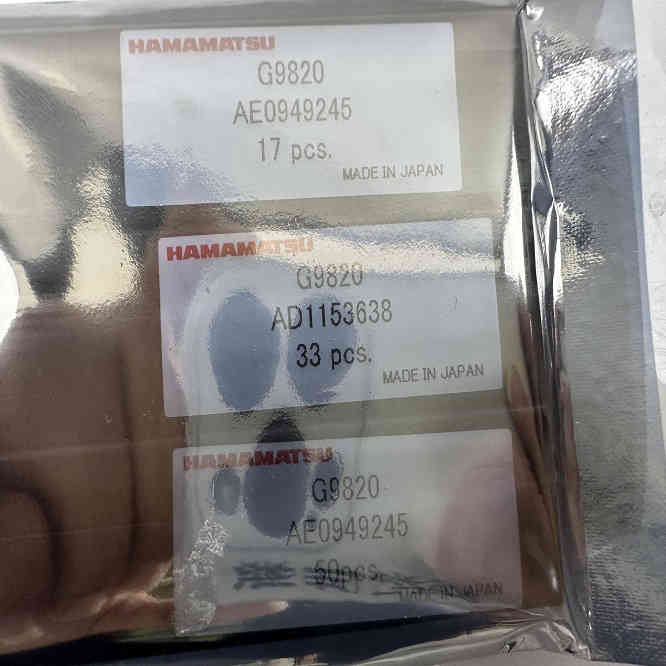 HAMAMATSU
G9820
AE0949245
17 pcs.
MADE IN JAPAN
HAMAMATSU
G9820
AD1153638
33 pcs.
MADE IN JAPAN
HAMAMATSU
G9820
AE0949245
50pcs.
MADE IN JAPAN